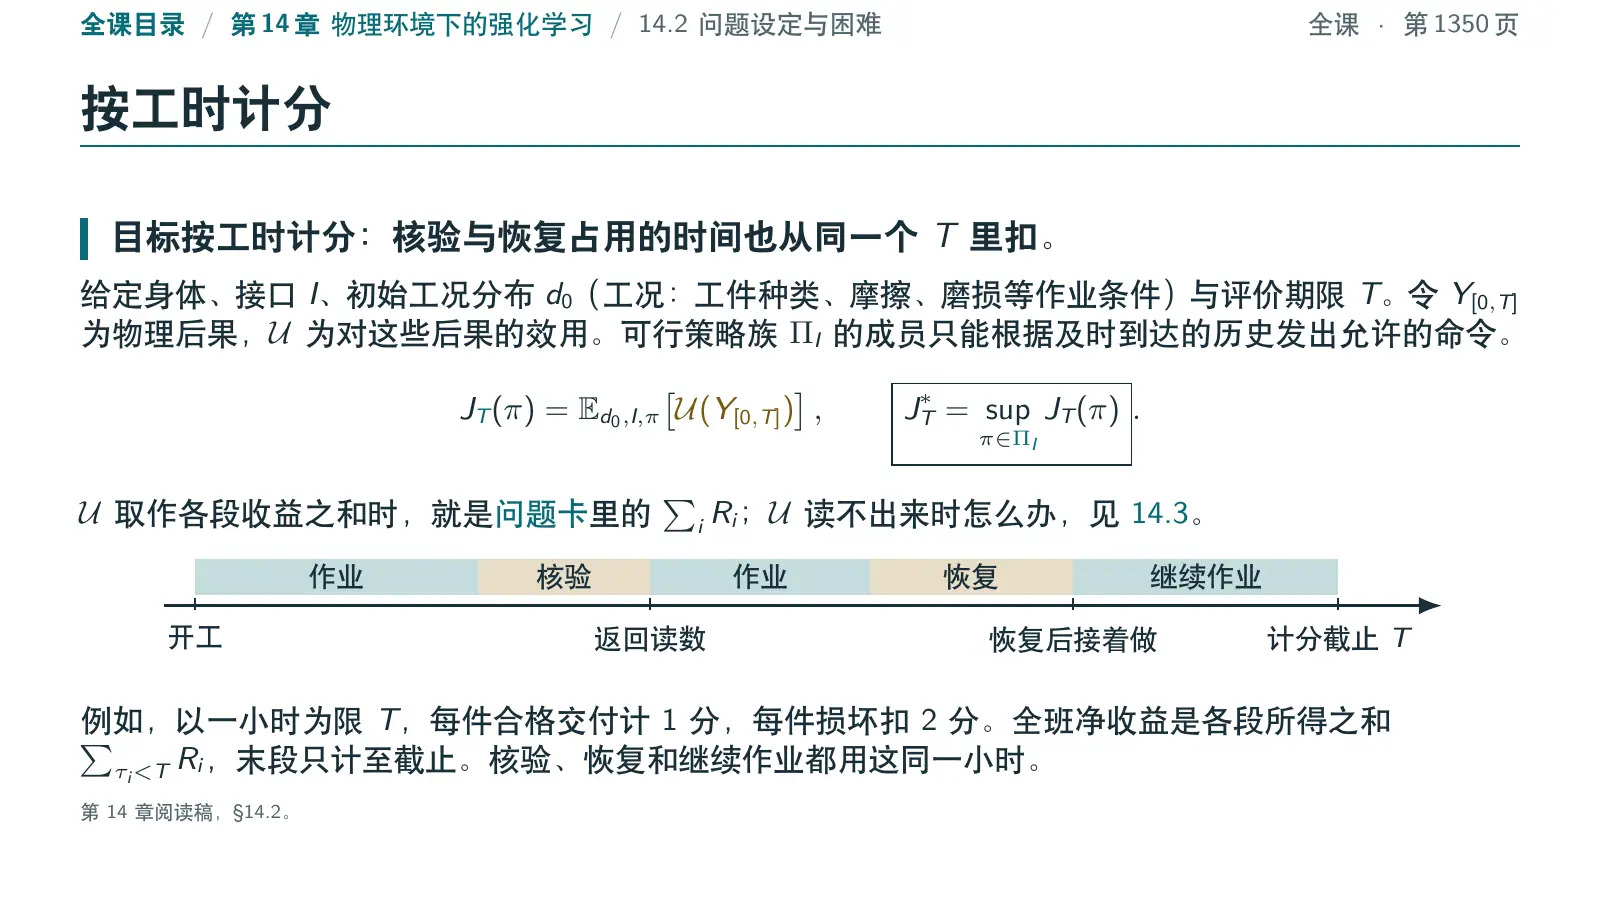 全课目录 / 第 14 章 物理环境下的强化学习 / 14.2 问题设定与困难
全课 · 第 1350 页
按工时计分
目标按工时计分：核验与恢复占用的时间也从同一个 T 里扣。
给定身体、接口 I、初始工况分布 d₀（工况：工件种类、摩擦、磨损等作业条件）与评价期限 T。令 Y_[0,T]
为物理后果，𝒰 为对这些后果的效用。可行策略族 Π_I 的成员只能根据及时到达的历史发出允许的命令。
J_T(π) = 𝔼_{d₀,I,π}[𝒰(Y_[0,T])] , J*_T = sup_{π∈Π_I} J_T(π).
𝒰 取作各段收益之和时，就是问题卡里的 ∑_i R_i；𝒰 读不出来时怎么办，见 14.3。
作业 核验 作业 恢复 继续作业
开工 返回读数 恢复后接着做 计分截止 T
例如，以一小时为限 T，每件合格交付计 1 分，每件损坏扣 2 分。全班净收益是各段所得之和
∑_{τ_i<T} R_i，末段只计至截止。核验、恢复和继续作业都用这同一小时。
第 14 章阅读稿，§14.2。